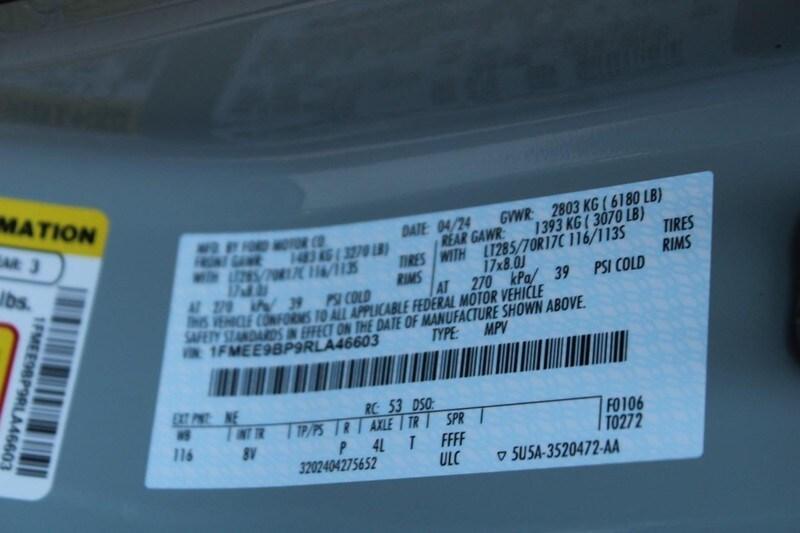 RMATION
EAR: 3
lbs.
1FMEE9BP9RLA46603
MFD. BY FORD MOTOR CO.
DATE: 04/24 GVWR: 2803 KG ( 6180 LB)
FRONT GAWR: 1483 KG ( 3270 LB)
REAR GAWR: 1393 KG ( 3070 LB)
WITH LT285/70R17C 116/113S TIRES
WITH LT285/70R17C 116/113S TIRES
17x8.0J RIMS
17x8.0J RIMS
AT 270 kPa/ 39 PSI COLD
AT 270 kPa/ 39 PSI COLD
THIS VEHICLE CONFORMS TO ALL APPLICABLE FEDERAL MOTOR VEHICLE
SAFETY STANDARDS IN EFFECT ON THE DATE OF MANUFACTURE SHOWN ABOVE.
VIN: 1FMEE9BP9RLA46603 TYPE: MPV
EXT PNT: NE RC: 53 DSO: F0106
WB INT TR TP/PS R AXLE TR SPR T0272
116 8V P 4L T FFFF
3202404275652 ULC ▽ 5U5A-3520472-AA